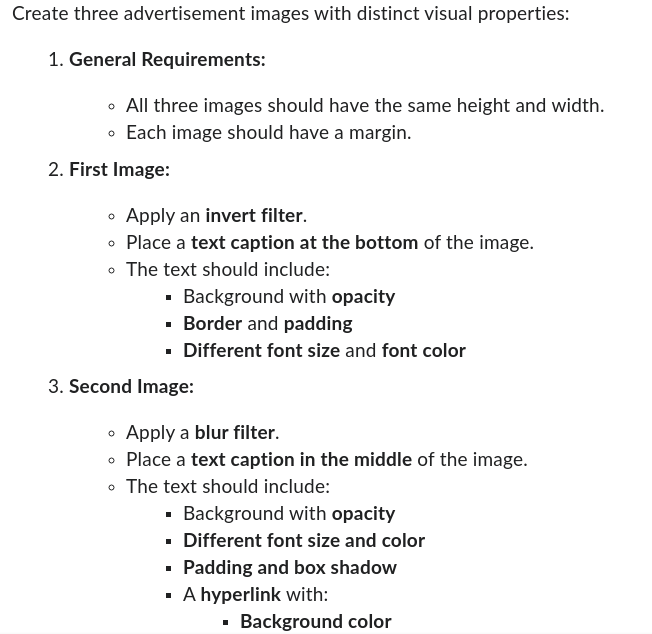 Create three advertisement images with distinct visual properties:
1. General Requirements:
◦ All three images should have the same height and width.
◦ Each image should have a margin.
2. First Image:
◦ Apply an invert filter.
◦ Place a text caption at the bottom of the image.
◦ The text should include:
▪ Background with opacity
▪ Border and padding
▪ Different font size and font color
3. Second Image:
◦ Apply a blur filter.
◦ Place a text caption in the middle of the image.
◦ The text should include:
▪ Background with opacity
▪ Different font size and color
▪ Padding and box shadow
▪ A hyperlink with:
▪ Background color